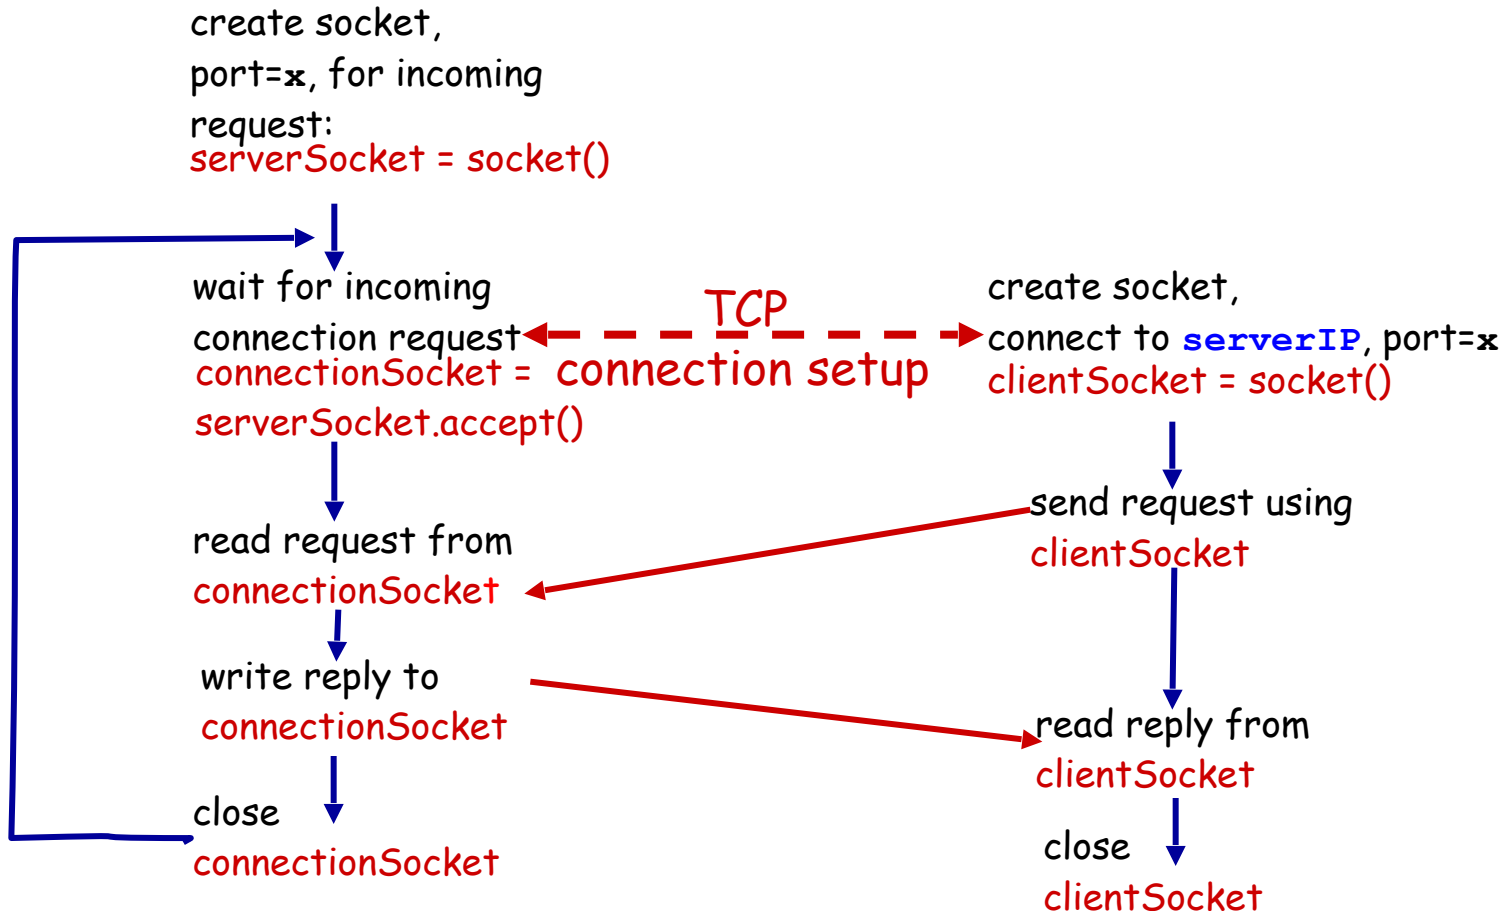 create socket,
port=x, for incoming
request:
serverSocket = socket()
wait for incoming
connection request
connectionSocket =
serverSocket.accept()
TCP
connection setup
create socket,
connect to serverIP, port=x
clientSocket = socket()
send request using
clientSocket
read request from
connectionSocket
write reply to
connectionSocket
read reply from
clientSocket
close
connectionSocket
close
clientSocket